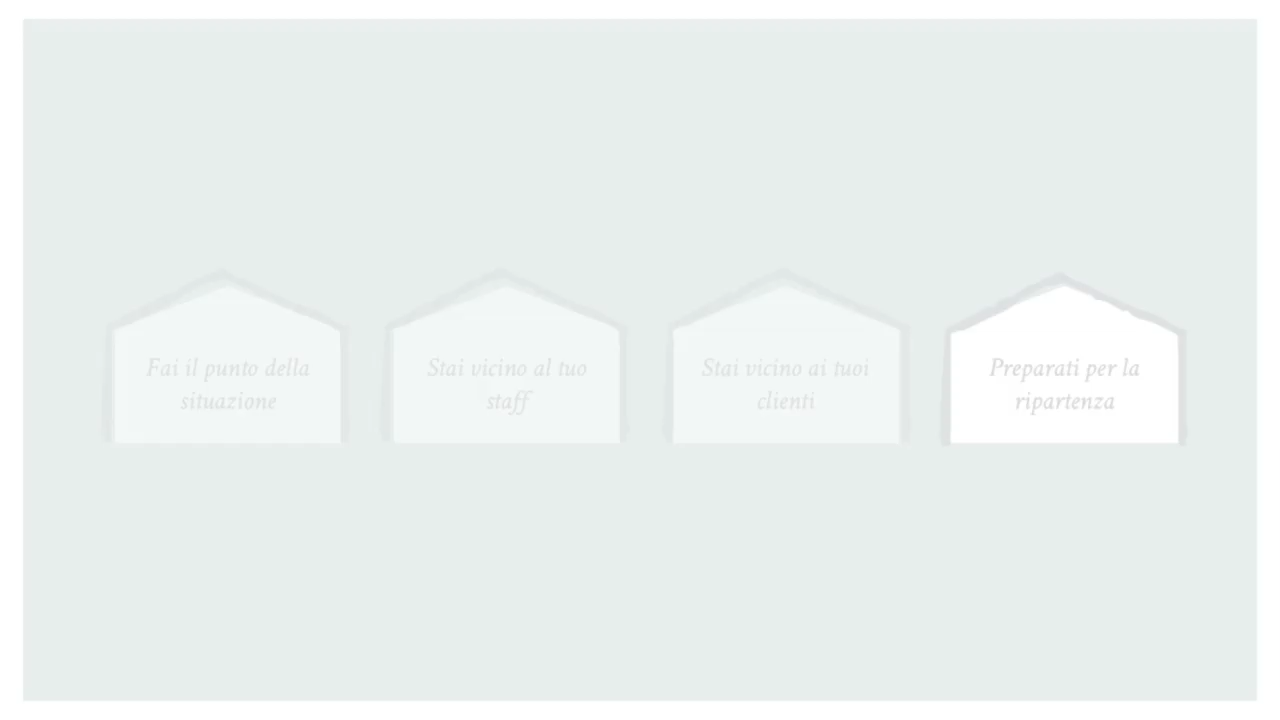 Fai il punto della
situazione
Stai vicino al tuo
staff
Stai vicino ai tuoi
clienti
Preparati per la
ripartenza